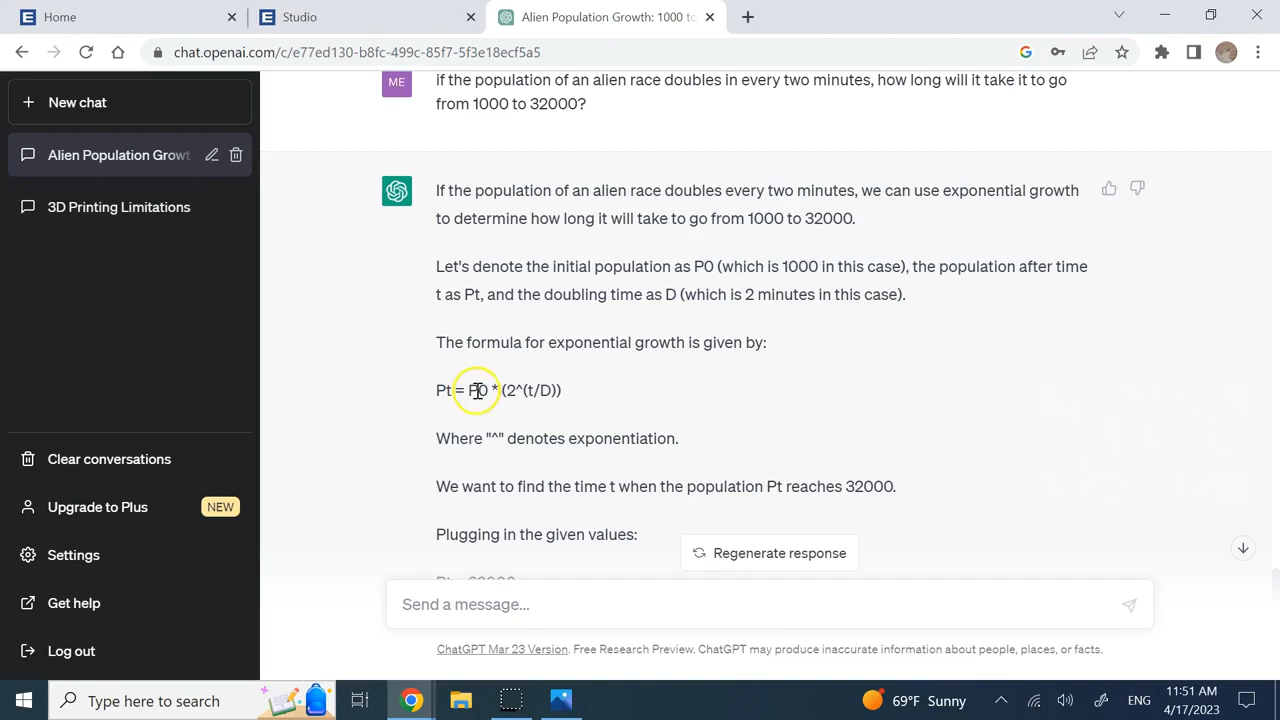 Home
Studio
Alien Population Growth: 1000 to
chat.openai.com/c/e77ed130-b8fc-499c-85f7-5f3e18ecf5a5
New chat
Alien Population Growt
3D Printing Limitations
Clear conversations
Upgrade to Plus
NEW
Settings
Get help
Log out
ME
if the population of an alien race doubles in every two minutes, how long will it take it to go
from 1000 to 32000?
If the population of an alien race doubles every two minutes, we can use exponential growth
to determine how long it will take to go from 1000 to 32000.
Let's denote the initial population as P0 (which is 1000 in this case), the population after time
t as Pt, and the doubling time as D (which is 2 minutes in this case).
The formula for exponential growth is given by:
Pt = P0 * (2^(t/D))
Where "^" denotes exponentiation.
We want to find the time t when the population Pt reaches 32000.
Plugging in the given values:
Pt = 32000
Regenerate response
Send a message...
ChatGPT Mar 23 Version. Free Research Preview. ChatGPT may produce inaccurate information about people, places, or facts.
Type here to search
69°F Sunny
ENG
11:51 AM
4/17/2023